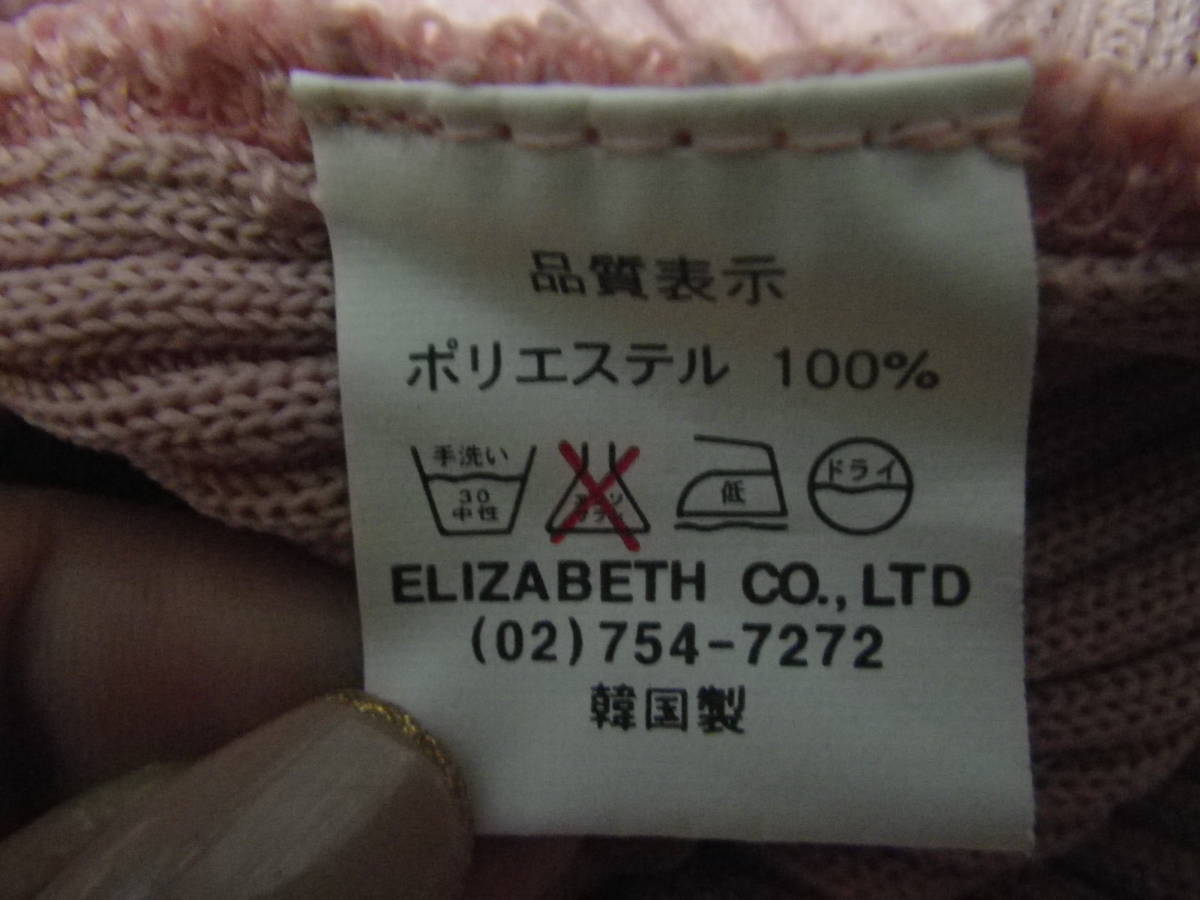 品質表示
ポリエステル 100%
手洗い
30
中性
低
ドライ
ELIZABETH CO.,LTD
(02)754-7272
韓国製